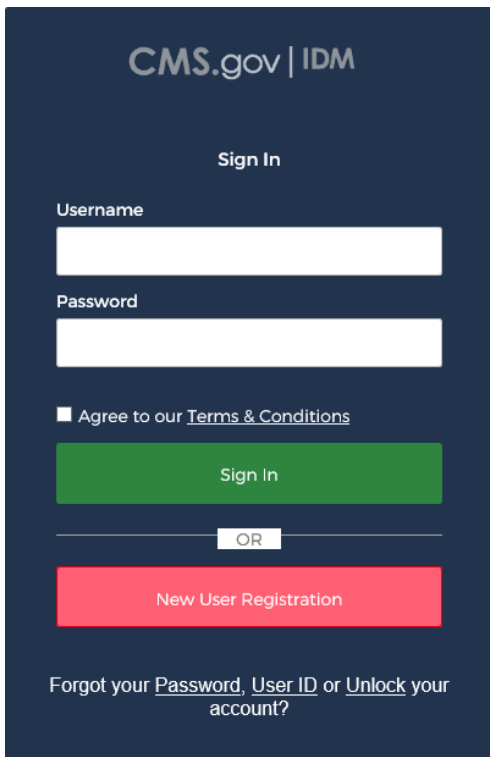 CMS.gov | IDM
Sign In
Username
Password
Agree to our Terms & Conditions
Sign In
OR
New User Registration
Forgot your Password, User ID or Unlock your
account?